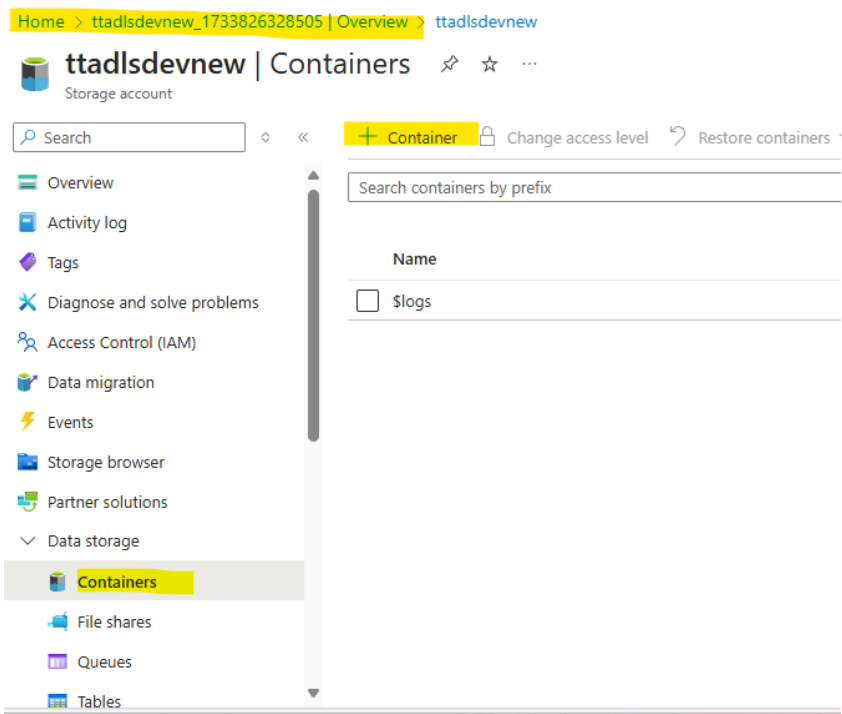 Home > ttadlsdevnew_1733826328505 | Overview > ttadlsdevnew
ttadlsdevnew | Containers
Storage account
Search
+ Container
Change access level
Restore containers
Search containers by prefix
Overview
Activity log
Tags
Diagnose and solve problems
Access Control (IAM)
Data migration
Events
Storage browser
Partner solutions
Data storage
Containers
File shares
Queues
Tables
Name
$logs